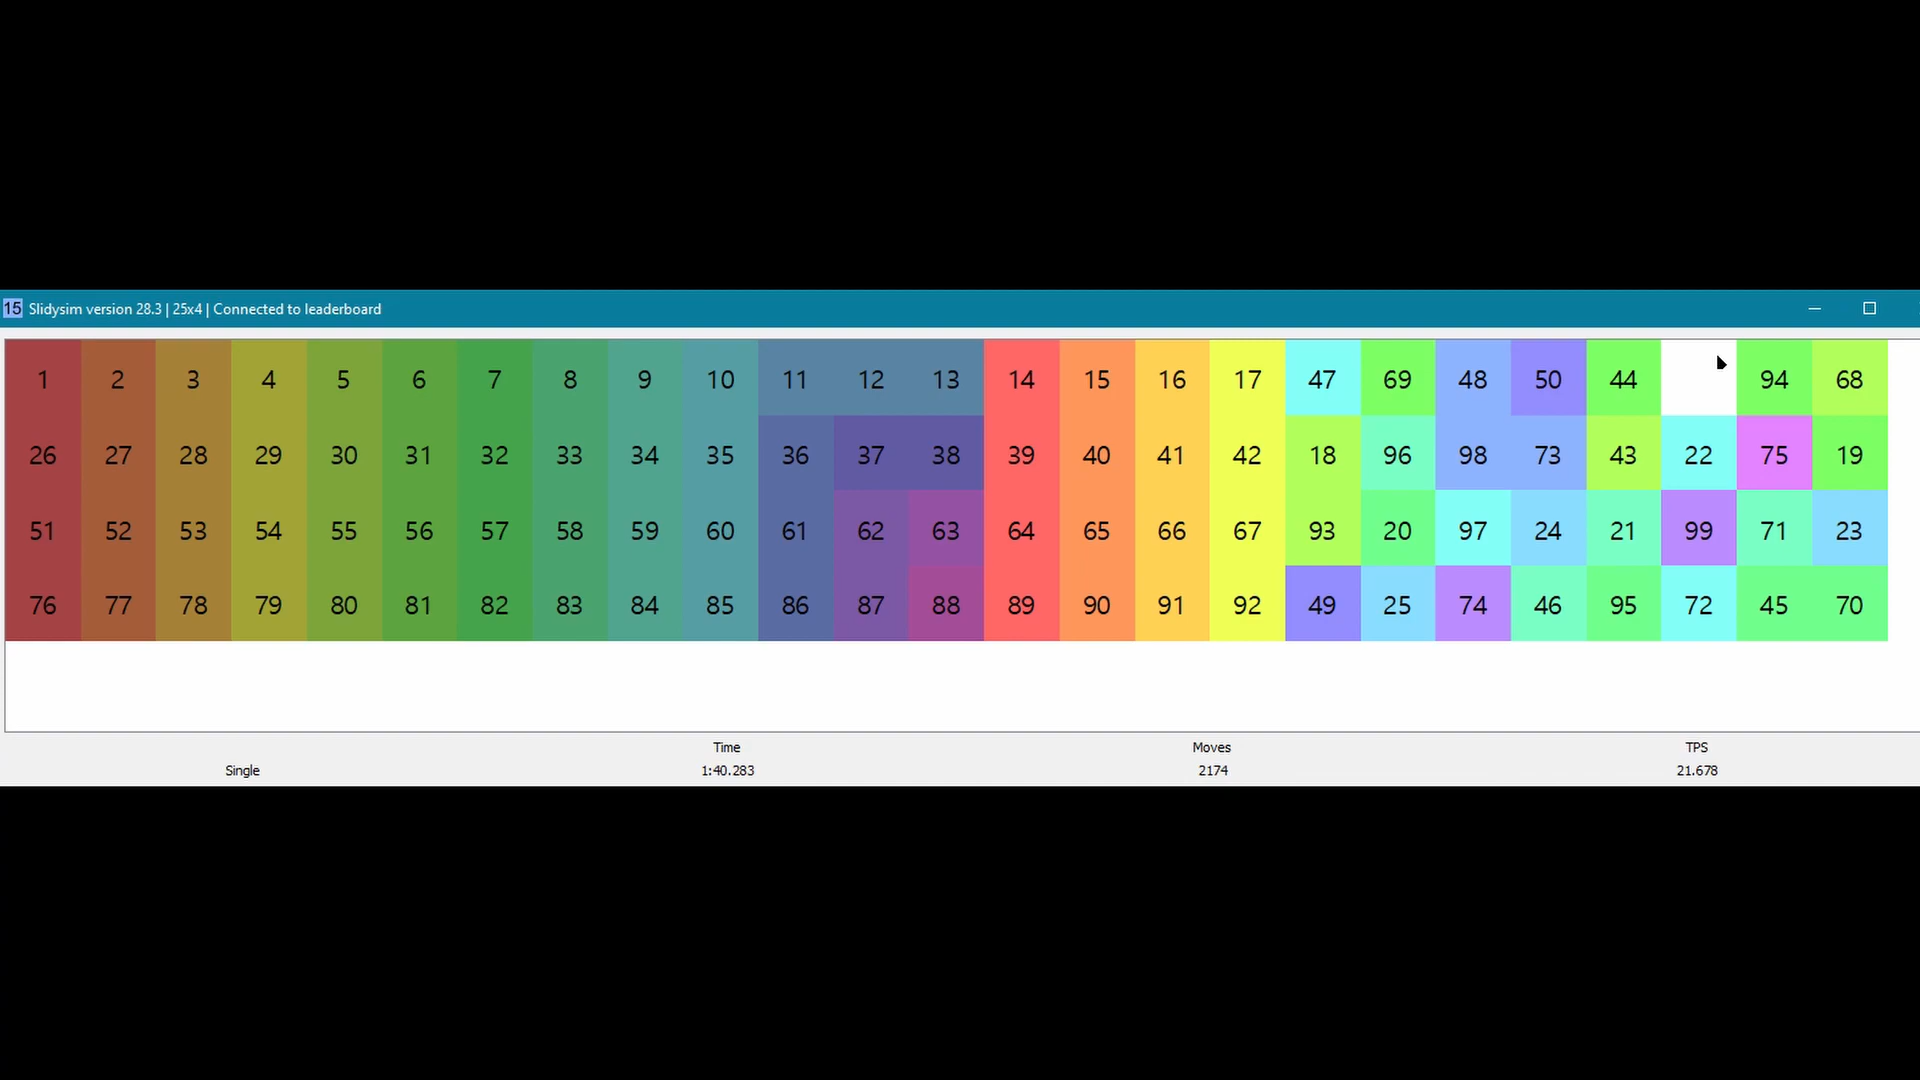 15 Slidysim version 28.3 | 25x4 | Connected to leaderboard
1 2 3 4 5 6 7 8 9 10 11 12 13 14 15 16 17 47 69 48 50 44 94 68
26 27 28 29 30 31 32 33 34 35 36 37 38 39 40 41 42 18 96 98 73 43 22 75 19
51 52 53 54 55 56 57 58 59 60 61 62 63 64 65 66 67 93 20 97 24 21 99 71 23
76 77 78 79 80 81 82 83 84 85 86 87 88 89 90 91 92 49 25 74 46 95 72 45 70
Time Moves TPS
Single 1:40.283 2174 21.678